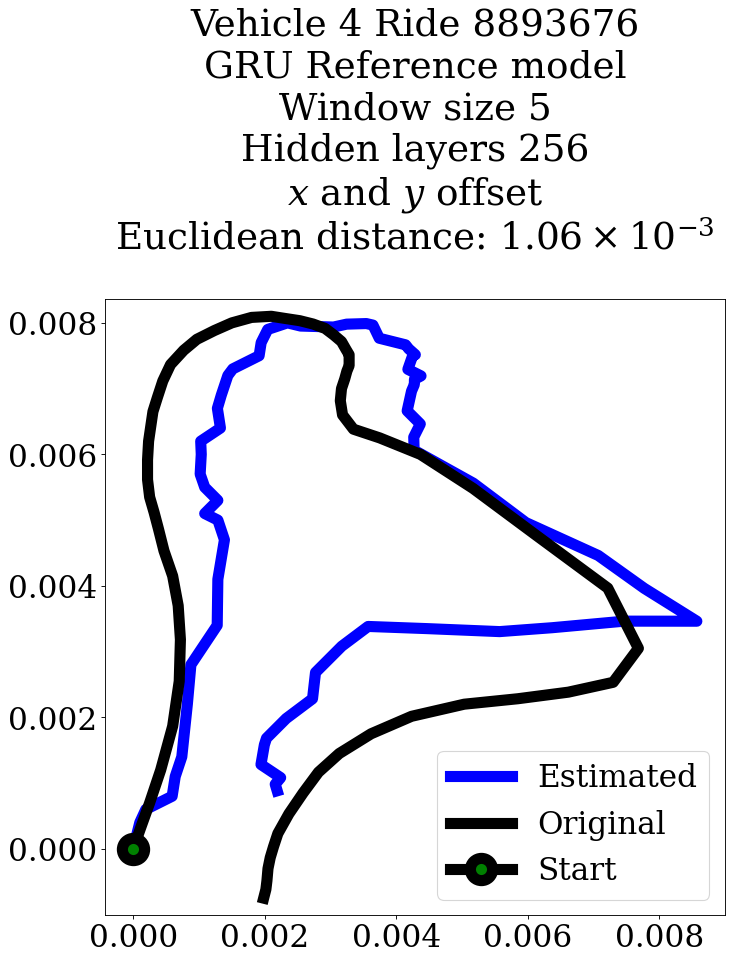 Vehicle 4 Ride 8893676
GRU Reference model
Window size 5
Hidden layers 256
x and y offset
Euclidean distance: 1.06 × 10⁻³
0.008
0.006
0.004
0.002
0.000
Estimated
Original
Start
0.000 0.002 0.004 0.006 0.008